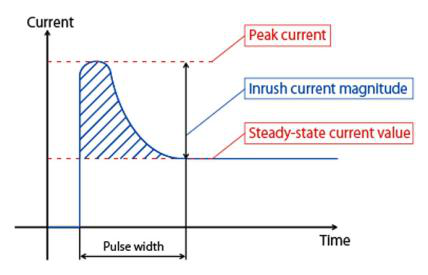 Current
Peak current
Inrush current magnitude
Steady-state current value
Time
Pulse width